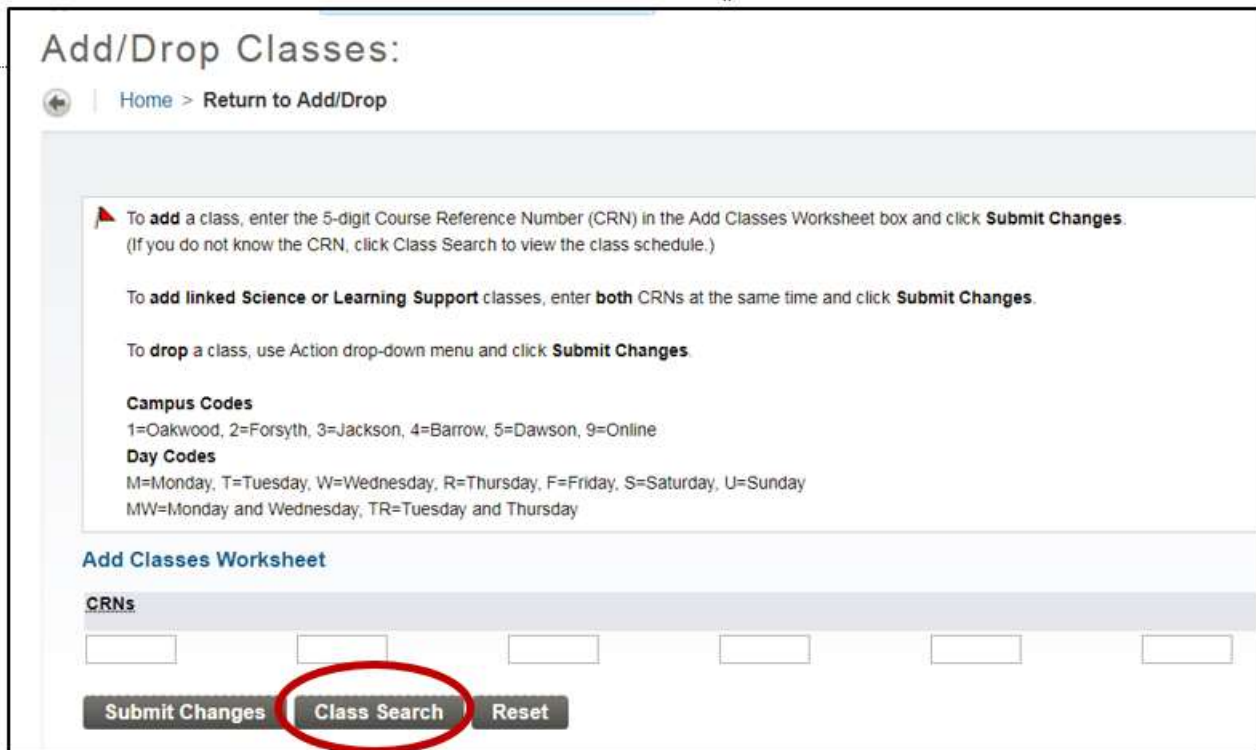 Add/Drop Classes:
Home > Return to Add/Drop
To add a class, enter the 5-digit Course Reference Number (CRN) in the Add Classes Worksheet box and click Submit Changes.
(If you do not know the CRN, click Class Search to view the class schedule.)
To add linked Science or Learning Support classes, enter both CRNs at the same time and click Submit Changes.
To drop a class, use Action drop-down menu and click Submit Changes.
Campus Codes
1=Oakwood, 2=Forsyth, 3=Jackson, 4=Barrow, 5=Dawson, 9=Online
Day Codes
M=Monday, T=Tuesday, W=Wednesday, R=Thursday, F=Friday, S=Saturday, U=Sunday
MW=Monday and Wednesday, TR=Tuesday and Thursday
Add Classes Worksheet
CRNs
Submit Changes Class Search Reset